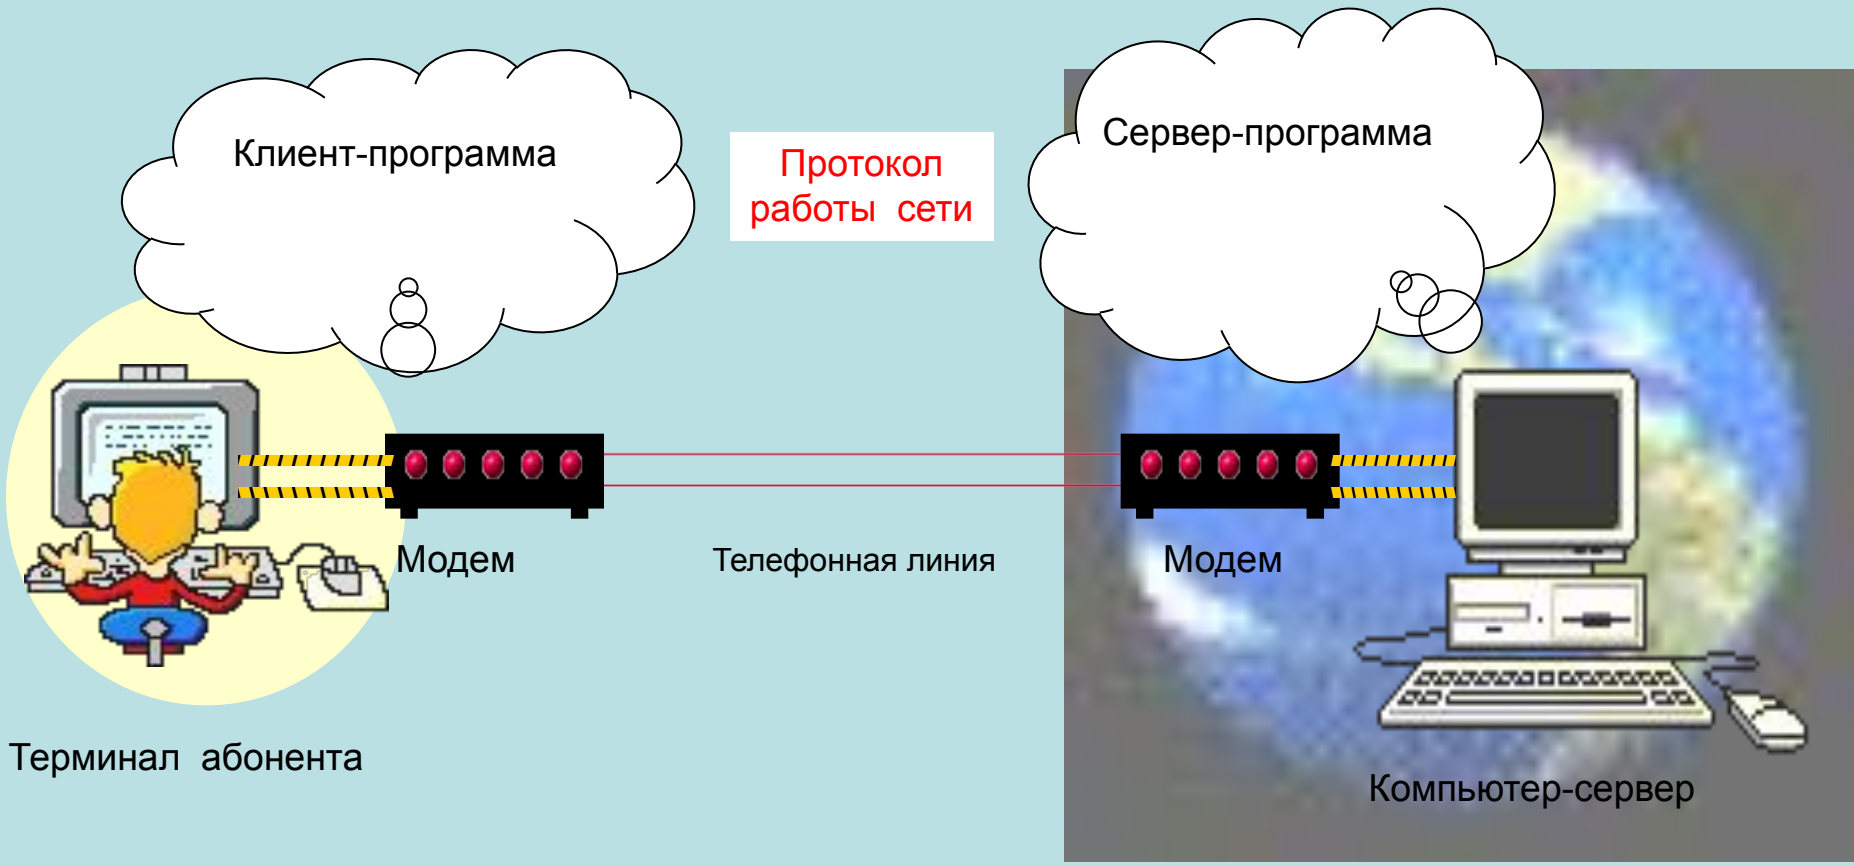 Клиент-программа
Протокол
работы сети
Сервер-программа
Модем
Телефонная линия
Модем
Терминал абонента
Компьютер-сервер